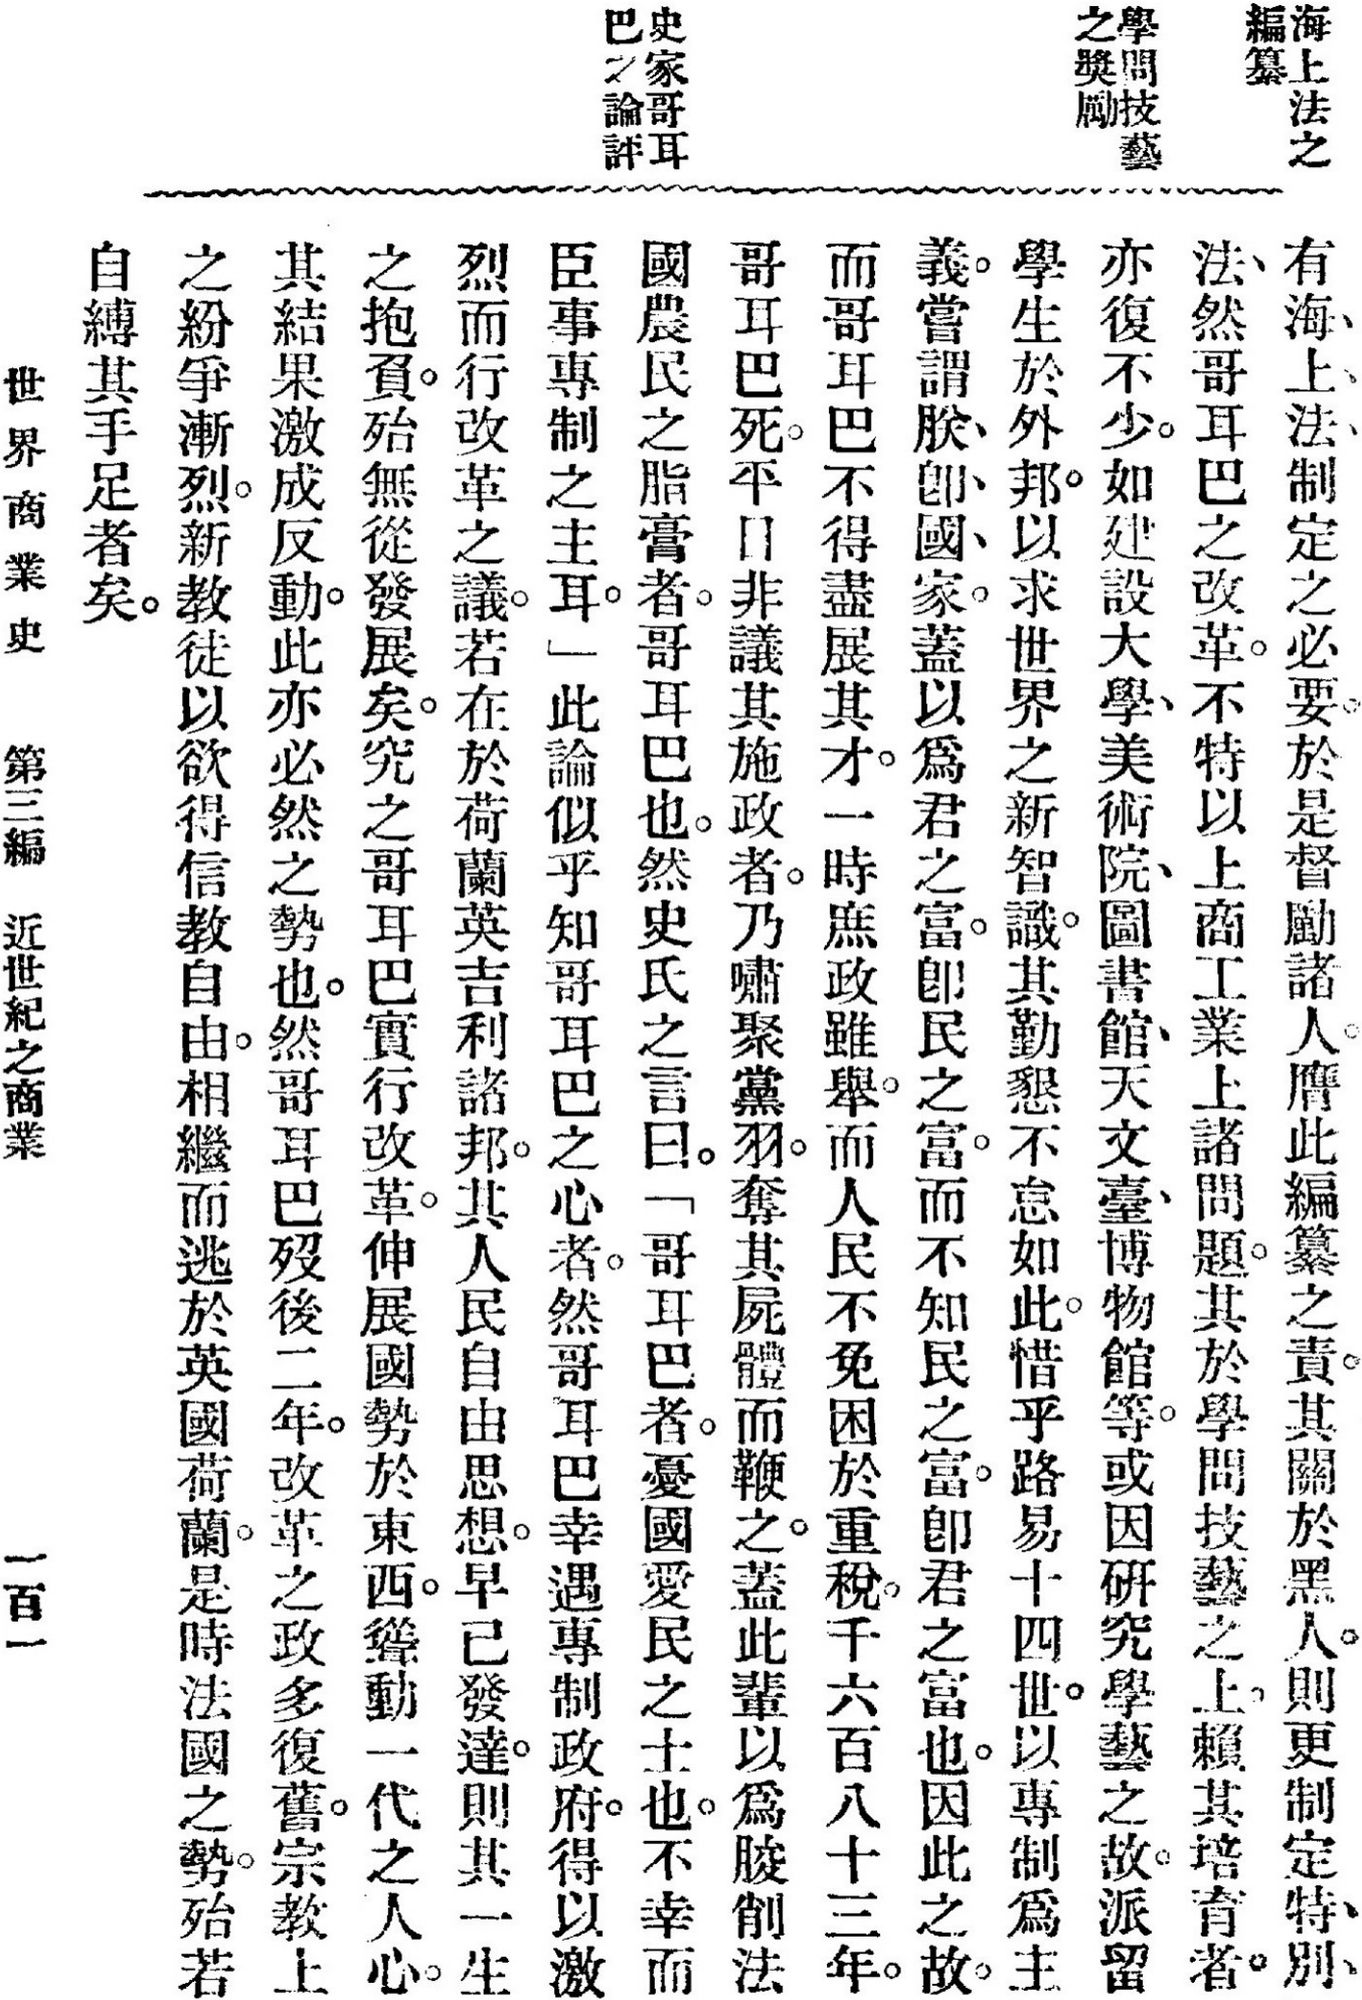 海上法之
編纂
學問技藝
之獎勵
史家哥耳
巴之論評
有海、上、法、制定之必要。於是督勵諸人。膺此編纂之責。其關於黑人。則更制定特、別、
法、然哥耳巴之改革。不特以上商工業上諸問題。其於學問技藝之上。賴其培育者。
亦復不少。如建設大學、美術院、圖書館、天文臺、博物館等。或因研究學藝之故。派留
學生於外邦。以求世界之新智識。其勤懇不怠如此。惜乎路易十四世。以專制爲主
義。嘗謂朕、卽、國、家。蓋以爲君之富。卽民之富。而不知民之富。卽君之富也。因此之故。
而哥耳巴不得盡展其才。一時庶政雖舉。而人民不免困於重稅。千六百八十三年。
哥耳巴死。平日非議其施政者。乃嘯聚黨羽。奪其屍體而鞭之。蓋此輩以爲朘削法
國農民之脂膏者。哥耳巴也。然史氏之言曰。「哥耳巴者。憂國愛民之士也。不幸而
臣事專制之主耳。」此論似乎知哥耳巴之心者。然哥耳巴幸遇專制政府。得以激
烈而行改革之議。若在於荷蘭英吉利諸邦。其人民自由思想。早已發達。則其一生
之抱負。殆無從發展矣。究之哥耳巴實行改革。伸展國勢於東西。聳動一代之人心。
其結果激成反動。此亦必然之勢也。然哥耳巴歿後二年。改革之政多復舊。宗教上
之紛爭漸烈。新教徒以欲得信教自由。相繼而逃於英國荷蘭。是時法國之勢。殆若
自縛其手足者矣。
世界商業史　第三編　近世紀之商業　一百一